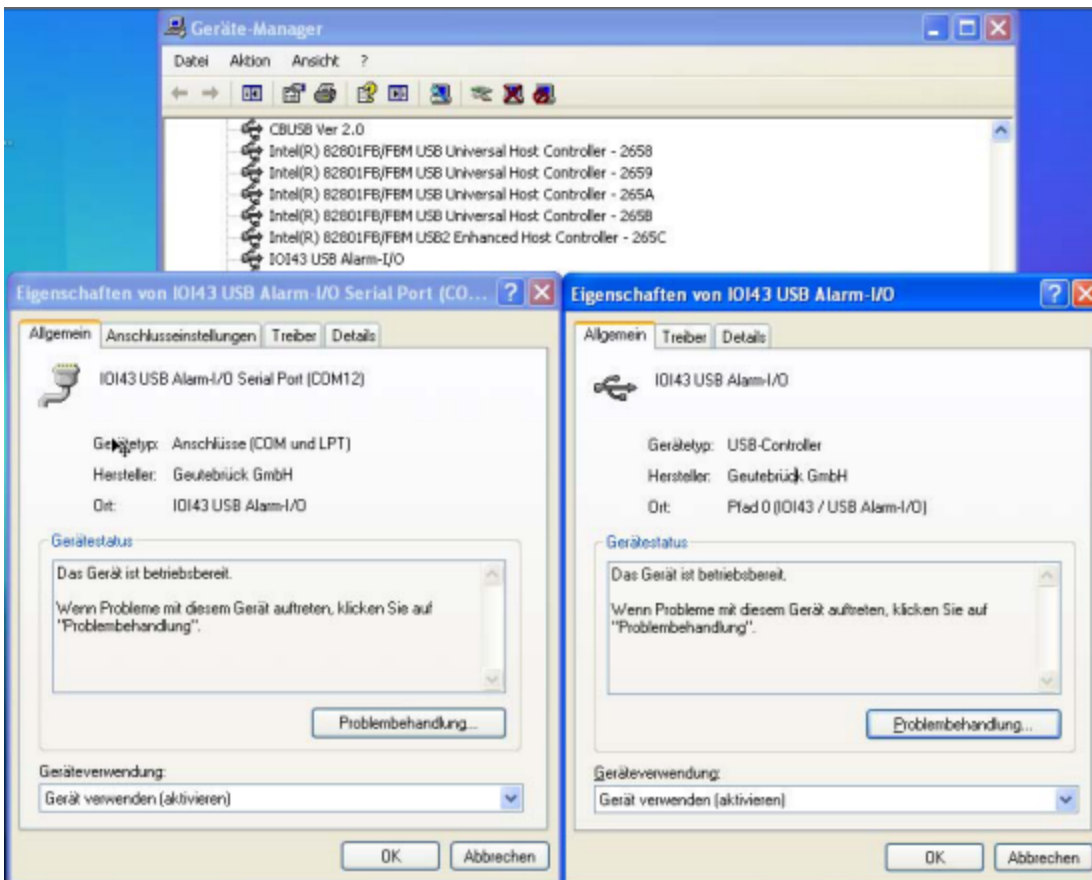 Geräte-Manager
Datei Aktion Ansicht ?
CBUSB Ver 2.0
Intel(R) 82801FB/FBM USB Universal Host Controller - 2658
Intel(R) 82801FB/FBM USB Universal Host Controller - 2659
Intel(R) 82801FB/FBM USB Universal Host Controller - 265A
Intel(R) 82801FB/FBM USB Universal Host Controller - 265B
Intel(R) 82801FB/FBM USB2 Enhanced Host Controller - 265C
IOI43 USB Alarm-I/O
Eigenschaften von IOI43 USB Alarm-I/O Serial Port (CO...
Allgemein Anschlusseinstellungen Treiber Details
IOI43 USB Alarm-I/O Serial Port (COM12)
Gerätetyp: Anschlüsse (COM und LPT)
Hersteller: Geutebrück GmbH
Ort: IOI43 USB Alarm-I/O
Gerätestatus
Das Gerät ist betriebsbereit.
Wenn Probleme mit diesem Gerät auftreten, klicken Sie auf
"Problembehandlung".
Problembehandlung...
Geräteverwendung:
Gerät verwenden (aktivieren)
OK Abbrechen
Eigenschaften von IOI43 USB Alarm-I/O
Allgemein Treiber Details
IOI43 USB Alarm-I/O
Gerätetyp: USB-Controller
Hersteller: Geutebrück GmbH
Ort: Pfad 0 (IOI43 / USB Alarm-I/O)
Gerätestatus
Das Gerät ist betriebsbereit.
Wenn Probleme mit diesem Gerät auftreten, klicken Sie auf
"Problembehandlung".
Problembehandlung...
Geräteverwendung:
Gerät verwenden (aktivieren)
OK Abbrechen